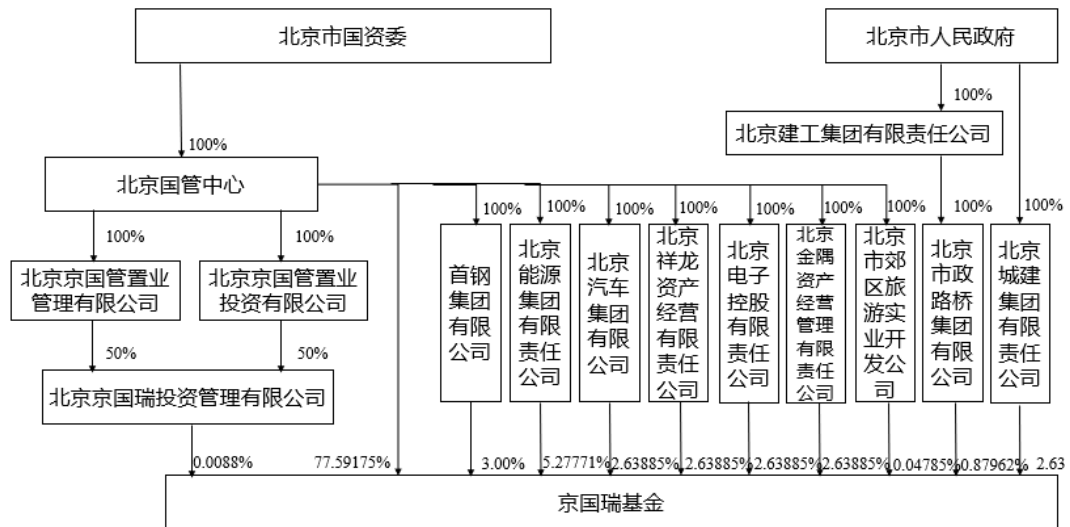 北京市国资委
北京市人民政府
100%
北京建工集团有限责任公司
100%
北京国管中心
100%
100%
100%
100%
100%
100%
100%
100%
100%
100%
100%
100%
北京京国管置业
管理有限公司
北京京国管置业
投资有限公司
首钢
集团
有限
公司
北京
能源
集团
有限
责任
公司
北京
汽车
集团
有限
公司
北京
祥龙
资产
经营
有限
责任
公司
北京
电子
控股
有限
责任
公司
北京
金隅
资产
经营
管理
有限
责任
公司
北京
市郊
区旅
游实
业开
发公
司
北京
市政
路桥
集团
有限
公司
北京
城建
集团
有限
责任
公司
50%
50%
北京京国瑞投资管理有限公司
0.0088%
77.59175%
3.00%
5.27771%
2.63885%
2.63885%
2.63885%
2.63885%
0.04785%
0.87962%
2.63
京国瑞基金